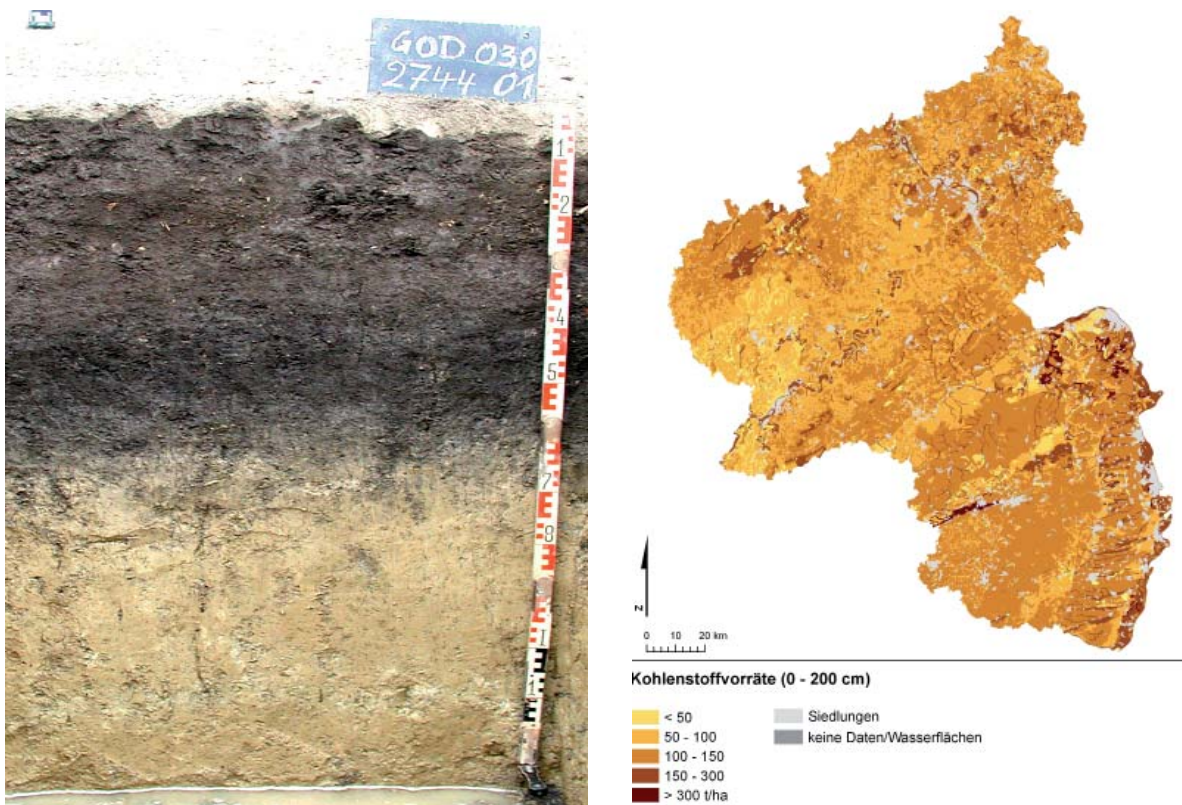 GOD 030
2744 01
1
2
4
5
7
8
1
1
N
0 10 20 km
Kohlenstoffvorräte (0 - 200 cm)
< 50
50 - 100
100 - 150
150 - 300
> 300 t/ha
Siedlungen
keine Daten/Wasserflächen